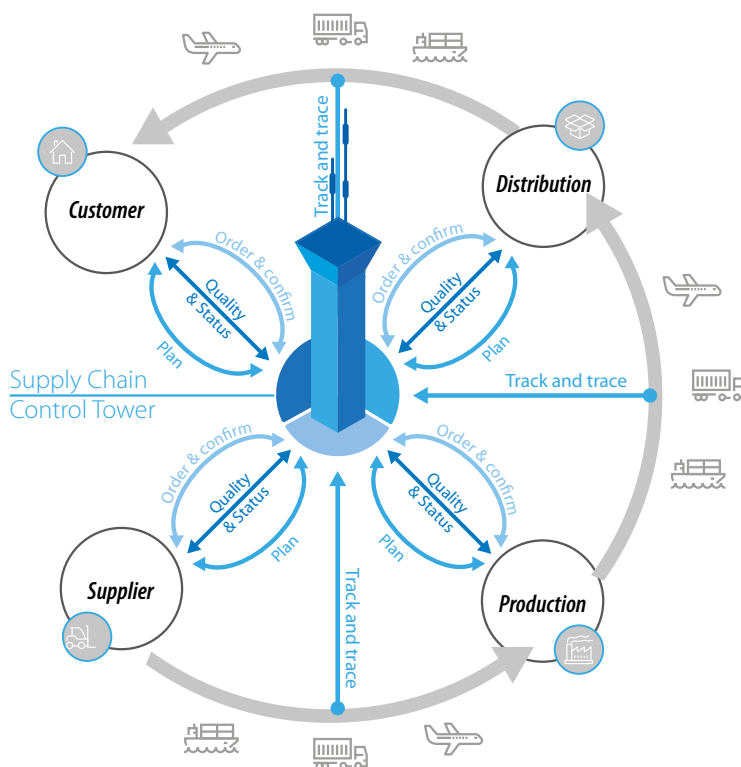 Track and trace
Customer
Distribution
Order & confirm
Quality
& Status
Plan
Order & confirm
Quality
& Status
Plan
Supply Chain
Control Tower
Track and trace
Order & confirm
Quality
& Status
Plan
Order & confirm
Quality
& Status
Plan
Supplier
Track and trace
Production